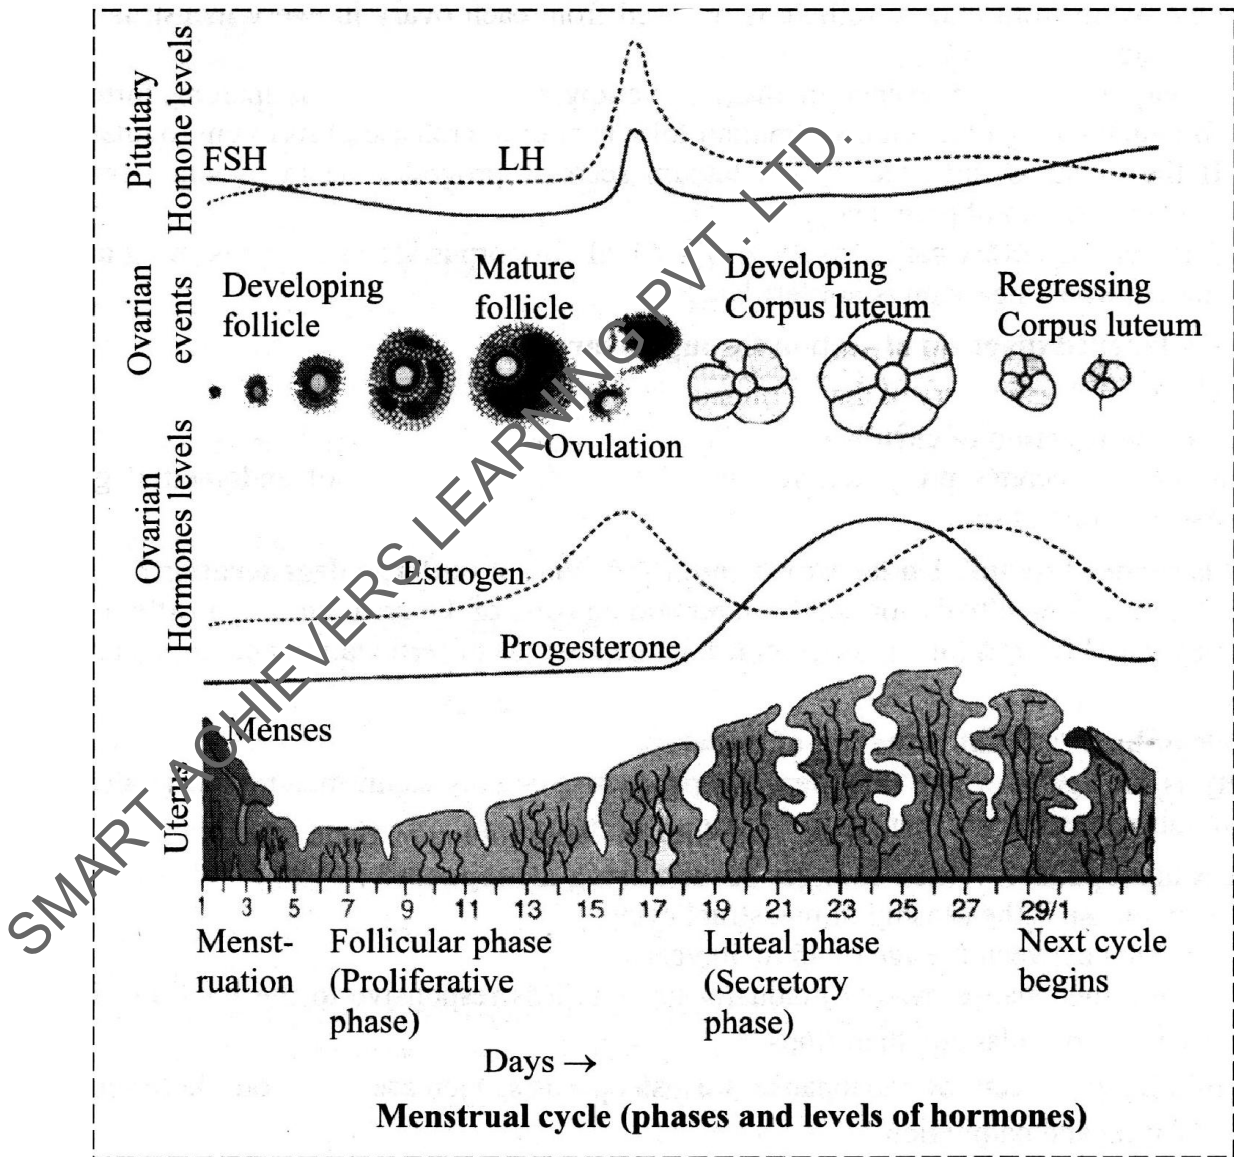 Pituitary
Homone levels
FSH
LH
Ovarian
events
Developing
follicle
Mature
follicle
Developing
Corpus luteum
Regressing
Corpus luteum
Ovulation
Ovarian
Hormones levels
Estrogen
Progesterone
Uterus
Menses
1 3 5 7 9 11 13 15 17 19 21 23 25 27 29/1
Menst-
ruation
Follicular phase
(Proliferative
phase)
Luteal phase
(Secretory
phase)
Next cycle
begins
Days →
Menstrual cycle (phases and levels of hormones)
SMART ACHIEVERS LEARNING PVT. LTD.